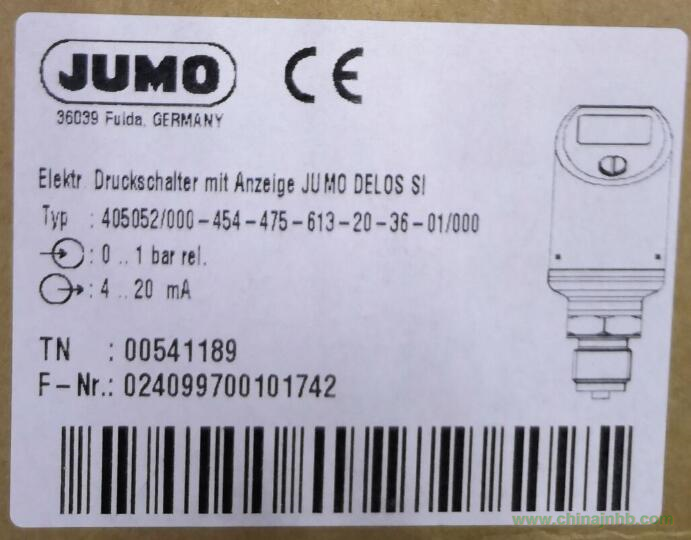 JUMO
CE
36039 Fulda, GERMANY
Elektr. Druckschalter mit Anzeige JUMO DELOS SI
Typ : 405052/000-454-475-613-20-36-01/000
: 0 .. 1 bar rel.
: 4 .. 20 mA
TN : 00541189
F-Nr.: 024099700101742
www.chinainhb.com